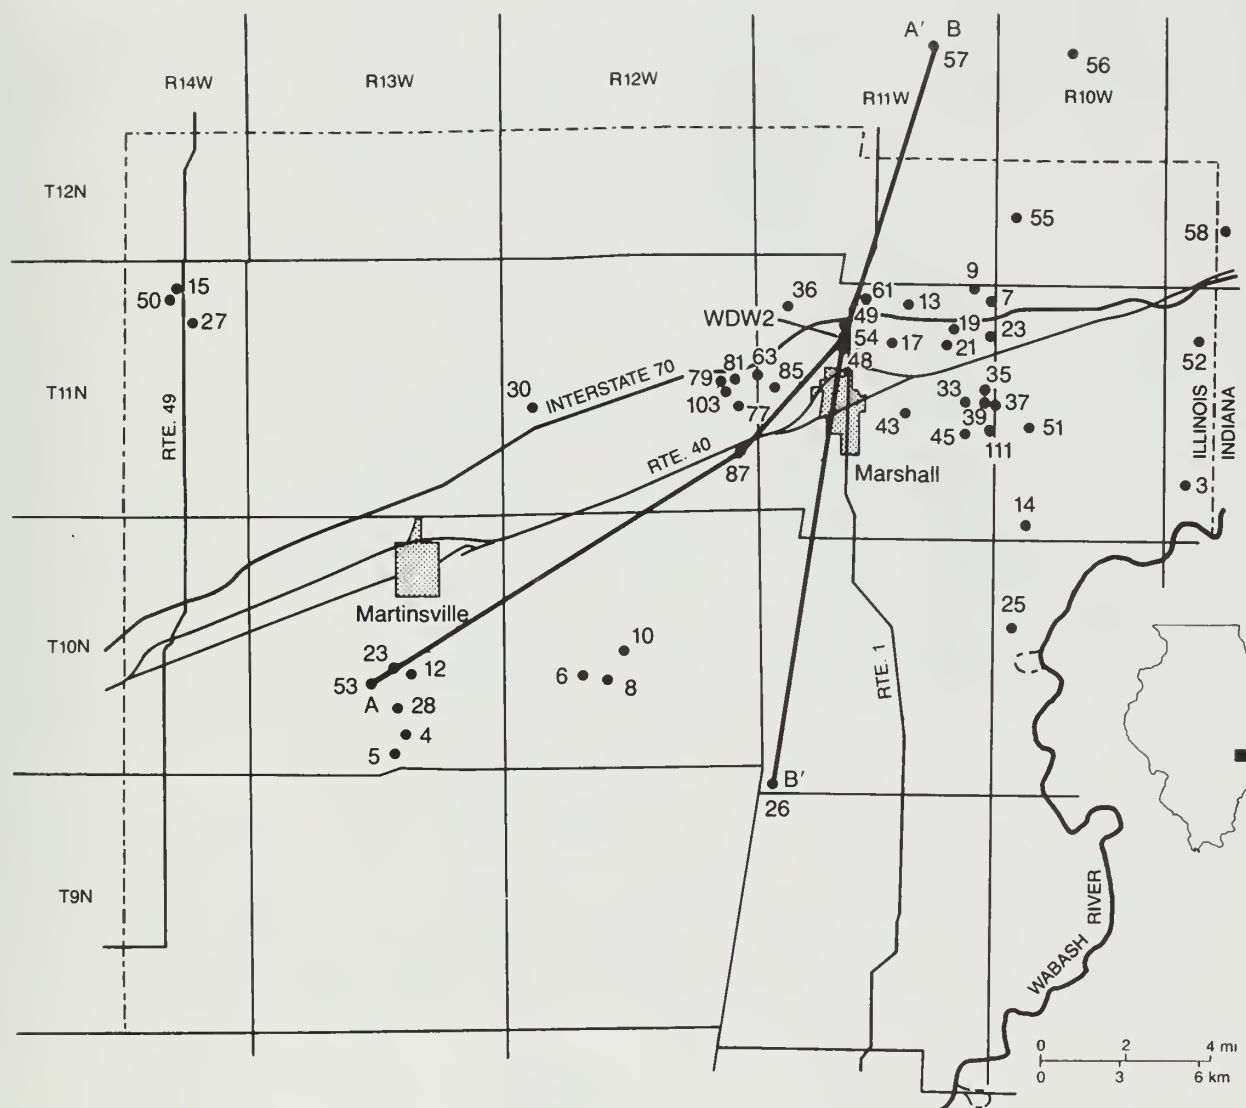 A' B
57
56
R14W
R13W
R12W
R11W
R10W
T12N
55
58
15
50
27
RTE. 49
T11N
36
61
9
13
7
WDW2
49
54
48
17
19
21
23
52
ILLINOIS
INDIANA
30
INTERSTATE 70
79
81
63
85
103
77
RTE. 40
87
33
35
37
39
43
45
111
51
3
Marshall
14
Martinsville
T10N
23
12
53
A
28
4
5
10
6
8
25
RTE. 1
B'
26
T9N
WABASH RIVER
0 2 4 mi
0 3 6 km